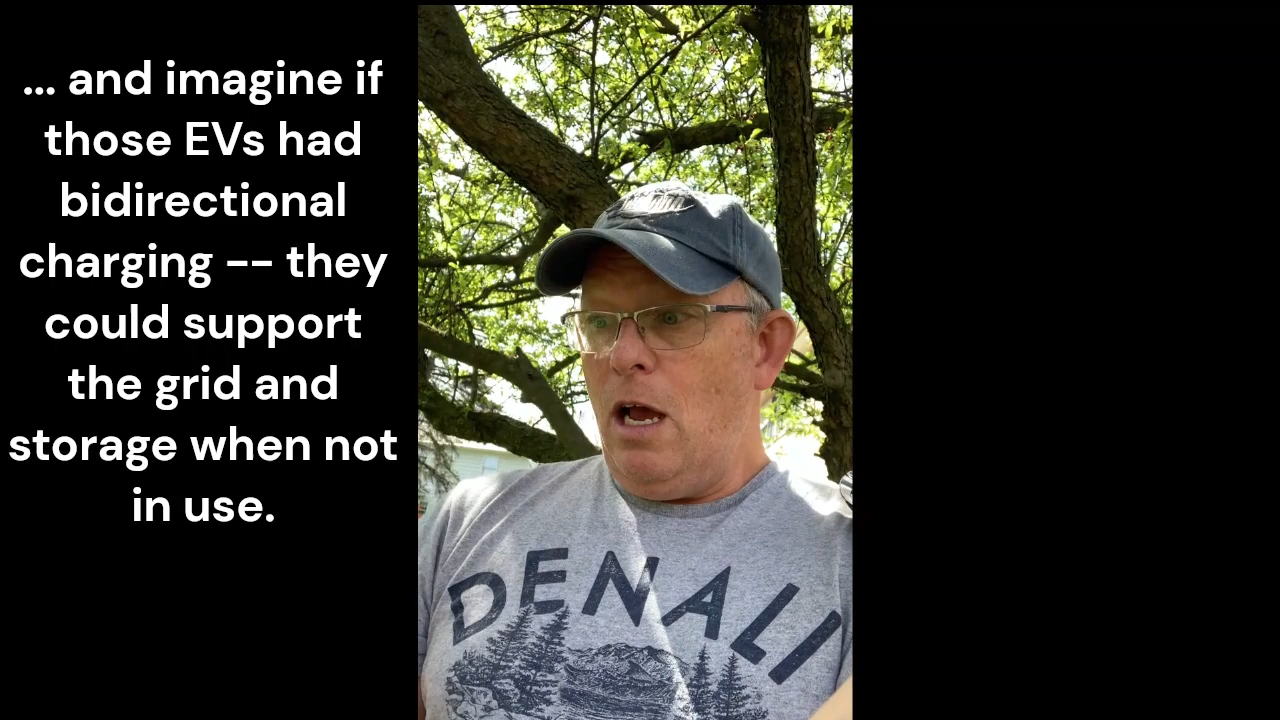 ... and imagine if
those EVs had
bidirectional
charging -- they
could support
the grid and
storage when not
in use.
DENALI